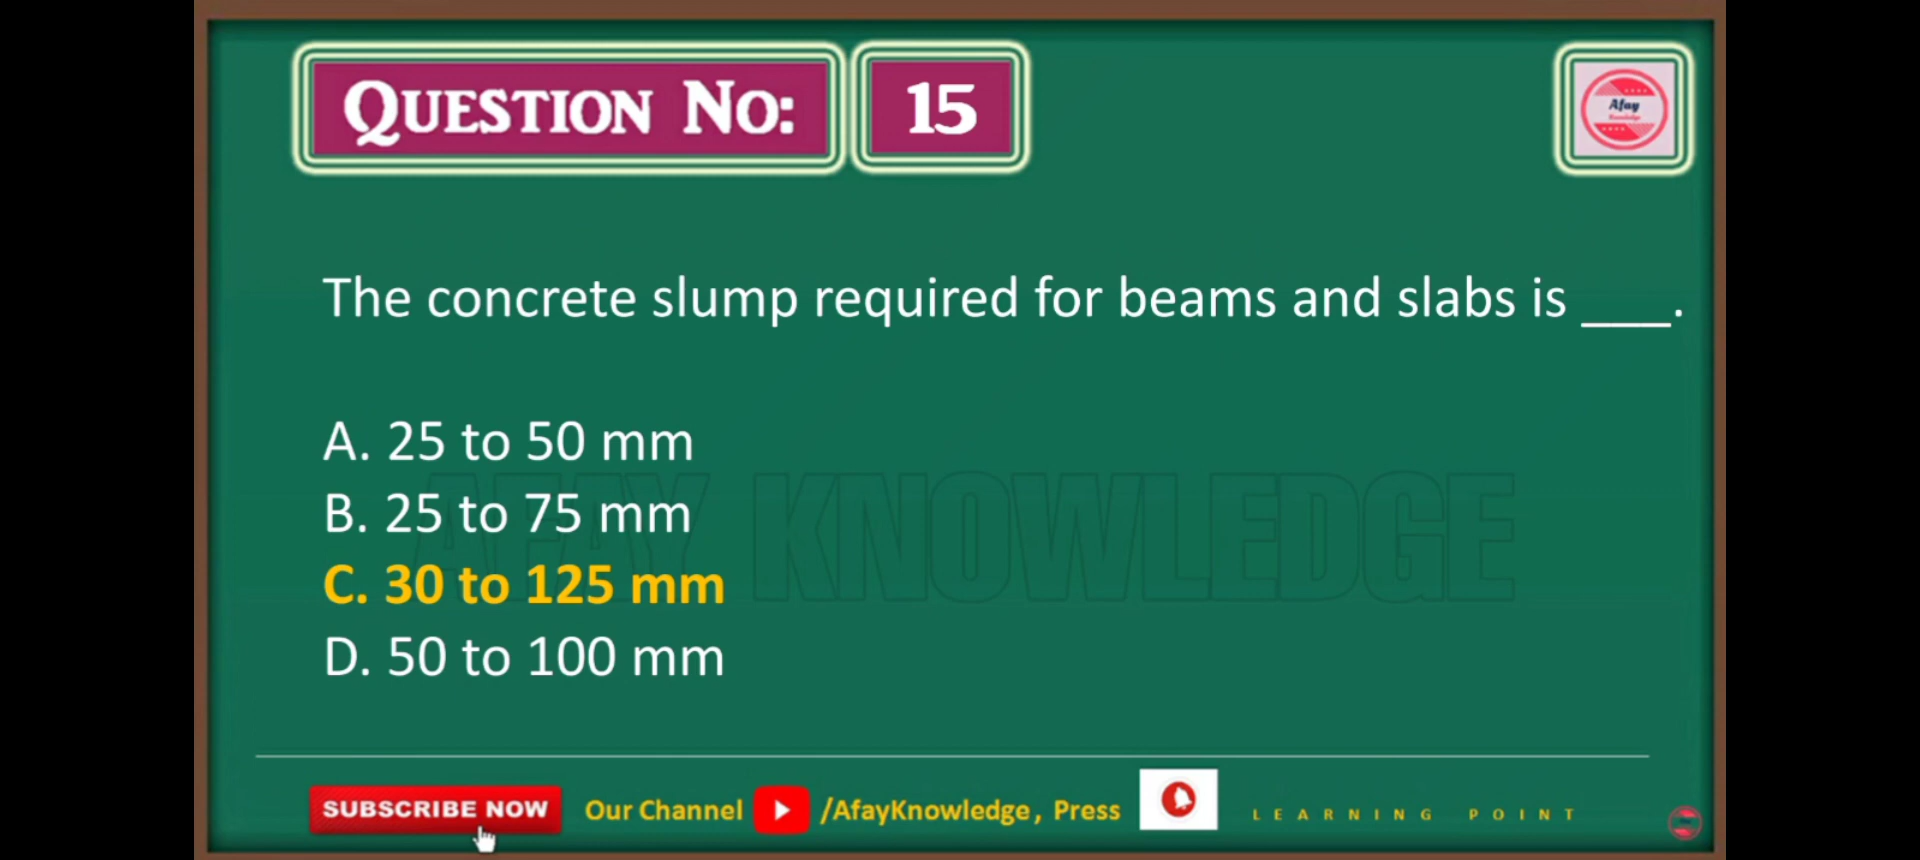 QUESTION NO: 15
Afay
Knowledge
The concrete slump required for beams and slabs is ___.
A. 25 to 50 mm
B. 25 to 75 mm
C. 30 to 125 mm
D. 50 to 100 mm
AFAY KNOWLEDGE
SUBSCRIBE NOW Our Channel /AfayKnowledge, Press LEARNING POINT